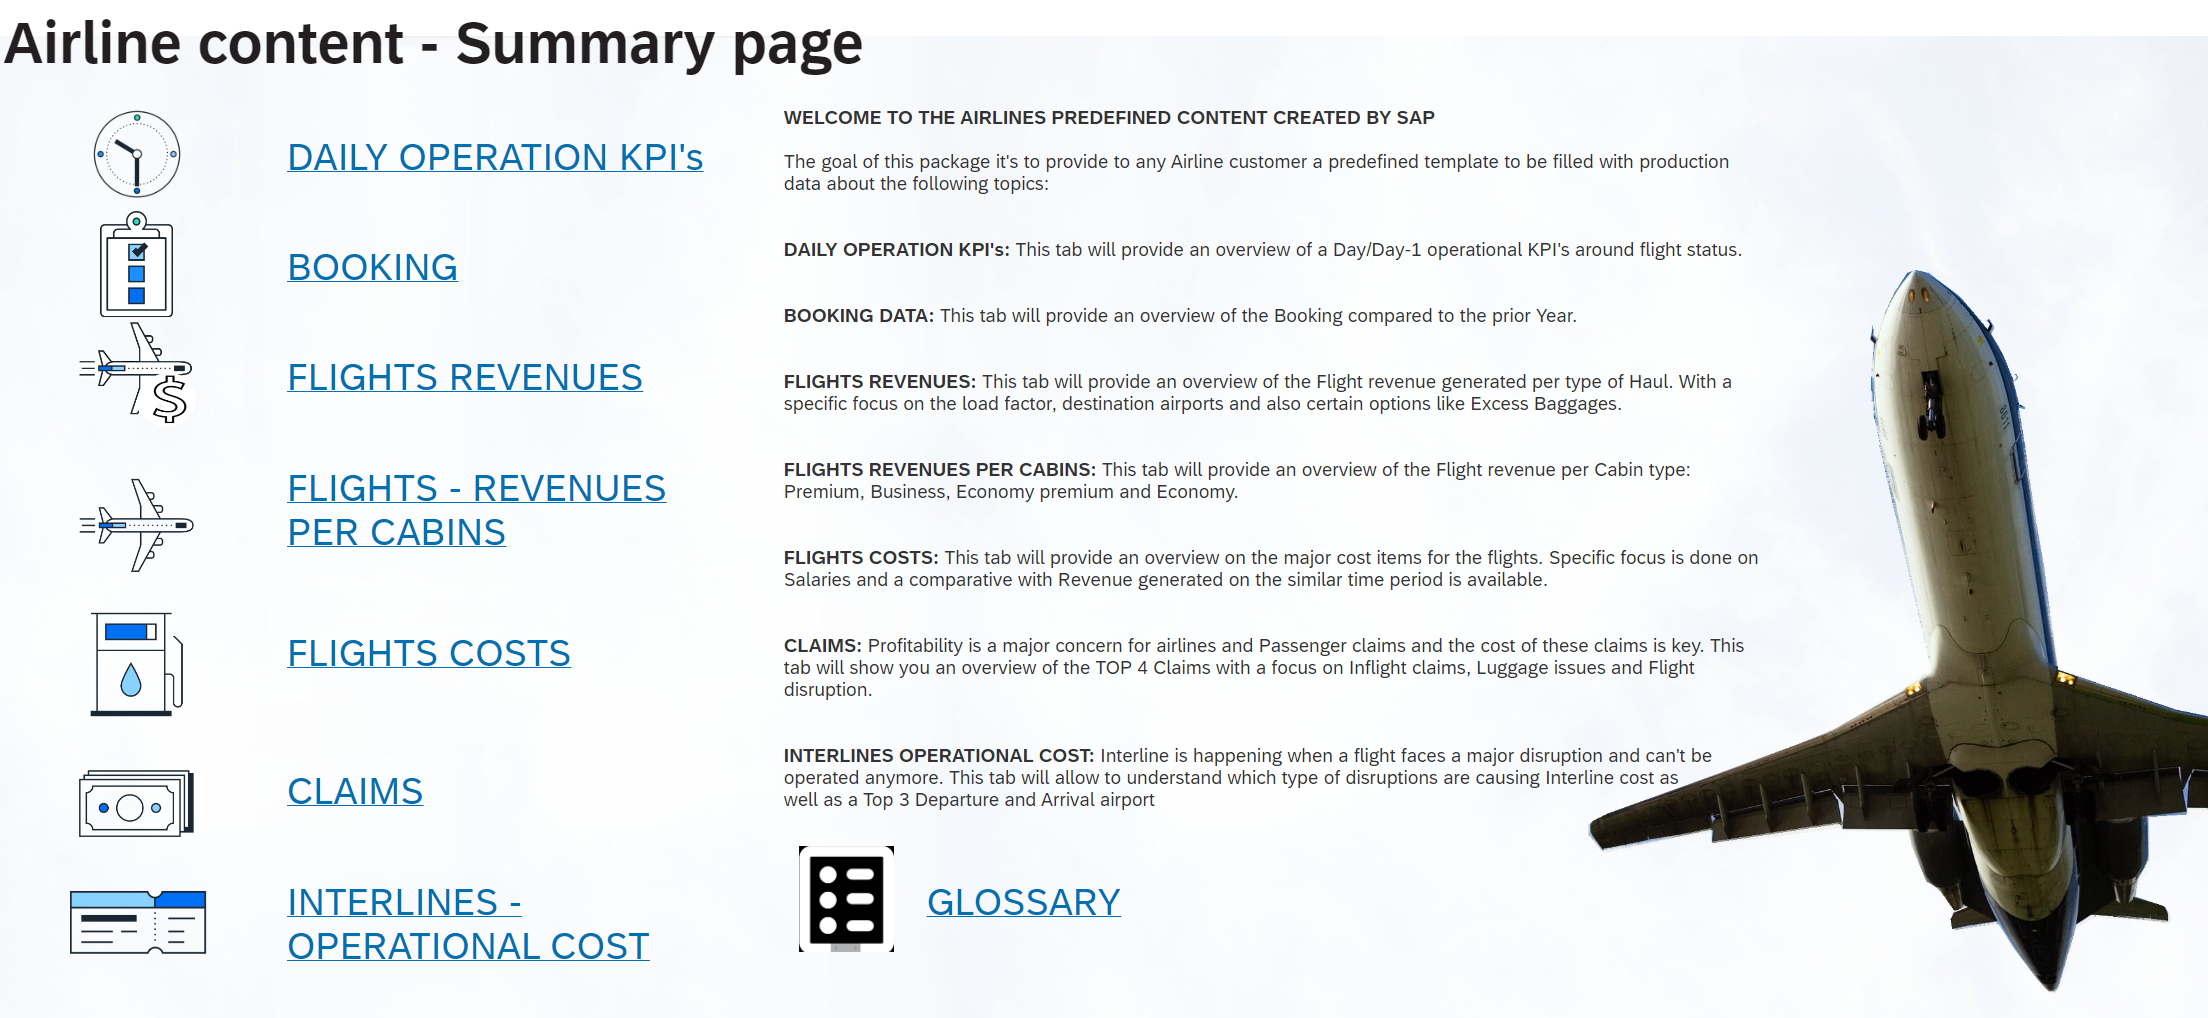 Airline content - Summary page
DAILY OPERATION KPI's
BOOKING
FLIGHTS REVENUES
FLIGHTS - REVENUES
PER CABINS
FLIGHTS COSTS
CLAIMS
INTERLINES -
OPERATIONAL COST
WELCOME TO THE AIRLINES PREDEFINED CONTENT CREATED BY SAP
The goal of this package it's to provide to any Airline customer a predefined template to be filled with production
data about the following topics:
DAILY OPERATION KPI's: This tab will provide an overview of a Day/Day-1 operational KPI's around flight status.
BOOKING DATA: This tab will provide an overview of the Booking compared to the prior Year.
FLIGHTS REVENUES: This tab will provide an overview of the Flight revenue generated per type of Haul. With a
specific focus on the load factor, destination airports and also certain options like Excess Baggages.
FLIGHTS REVENUES PER CABINS: This tab will provide an overview of the Flight revenue per Cabin type:
Premium, Business, Economy premium and Economy.
FLIGHTS COSTS: This tab will provide an overview on the major cost items for the flights. Specific focus is done on
Salaries and a comparative with Revenue generated on the similar time period is available.
CLAIMS: Profitability is a major concern for airlines and Passenger claims and the cost of these claims is key. This
tab will show you an overview of the TOP 4 Claims with a focus on Inflight claims, Luggage issues and Flight
disruption.
INTERLINES OPERATIONAL COST: Interline is happening when a flight faces a major disruption and can't be
operated anymore. This tab will allow to understand which type of disruptions are causing Interline cost as
well as a Top 3 Departure and Arrival airport
GLOSSARY